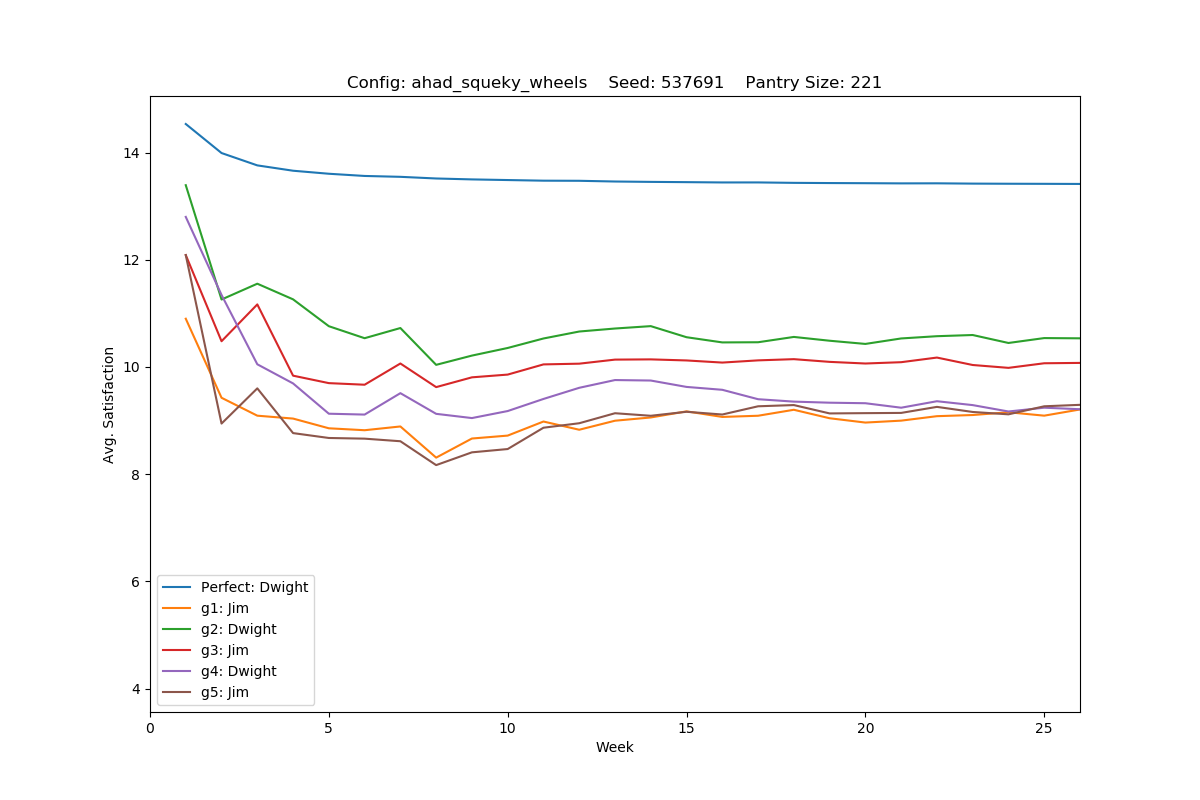 Config: ahad_squeky_wheels    Seed: 537691    Pantry Size: 221
14
12
10
8
6
4
Avg. Satisfaction
Perfect: Dwight
g1: Jim
g2: Dwight
g3: Jim
g4: Dwight
g5: Jim
0 5 10 15 20 25
Week